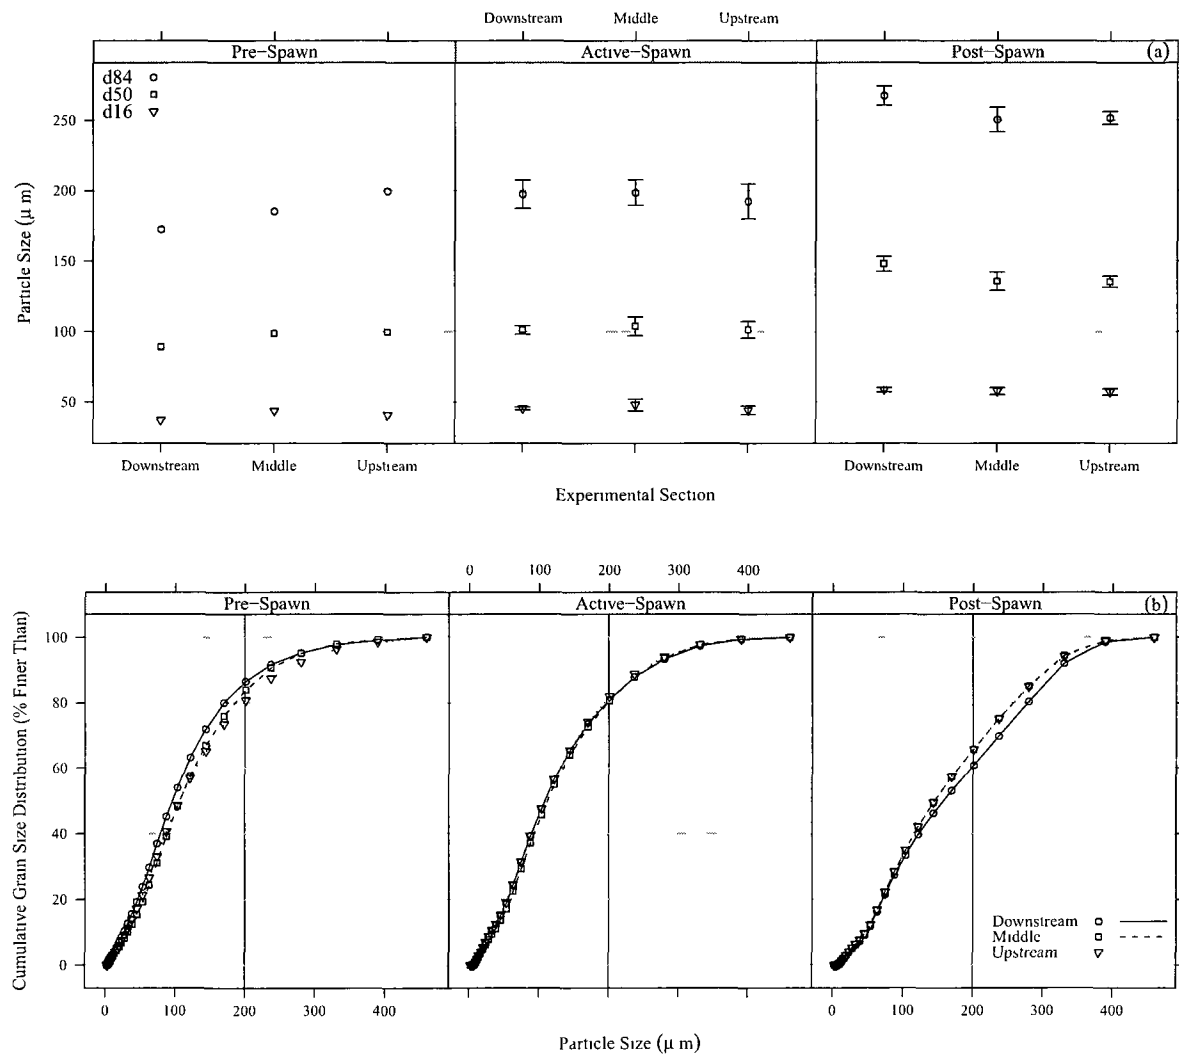 Downstream Middle Upstream
Pre-Spawn Active-Spawn Post-Spawn (a)
d84
d50
d16
250
200
150
100
50
Particle Size (μ m)
Downstream Middle Upstream Downstream Middle Upstream
Experimental Section
0 100 200 300 400
Pre-Spawn Active-Spawn Post-Spawn (b)
100
80
60
40
20
0
Cumulative Grain Size Distribution (% Finer Than)
Downstream
Middle
Upstream
0 100 200 300 400 0 100 200 300 400
Particle Size (μ m)